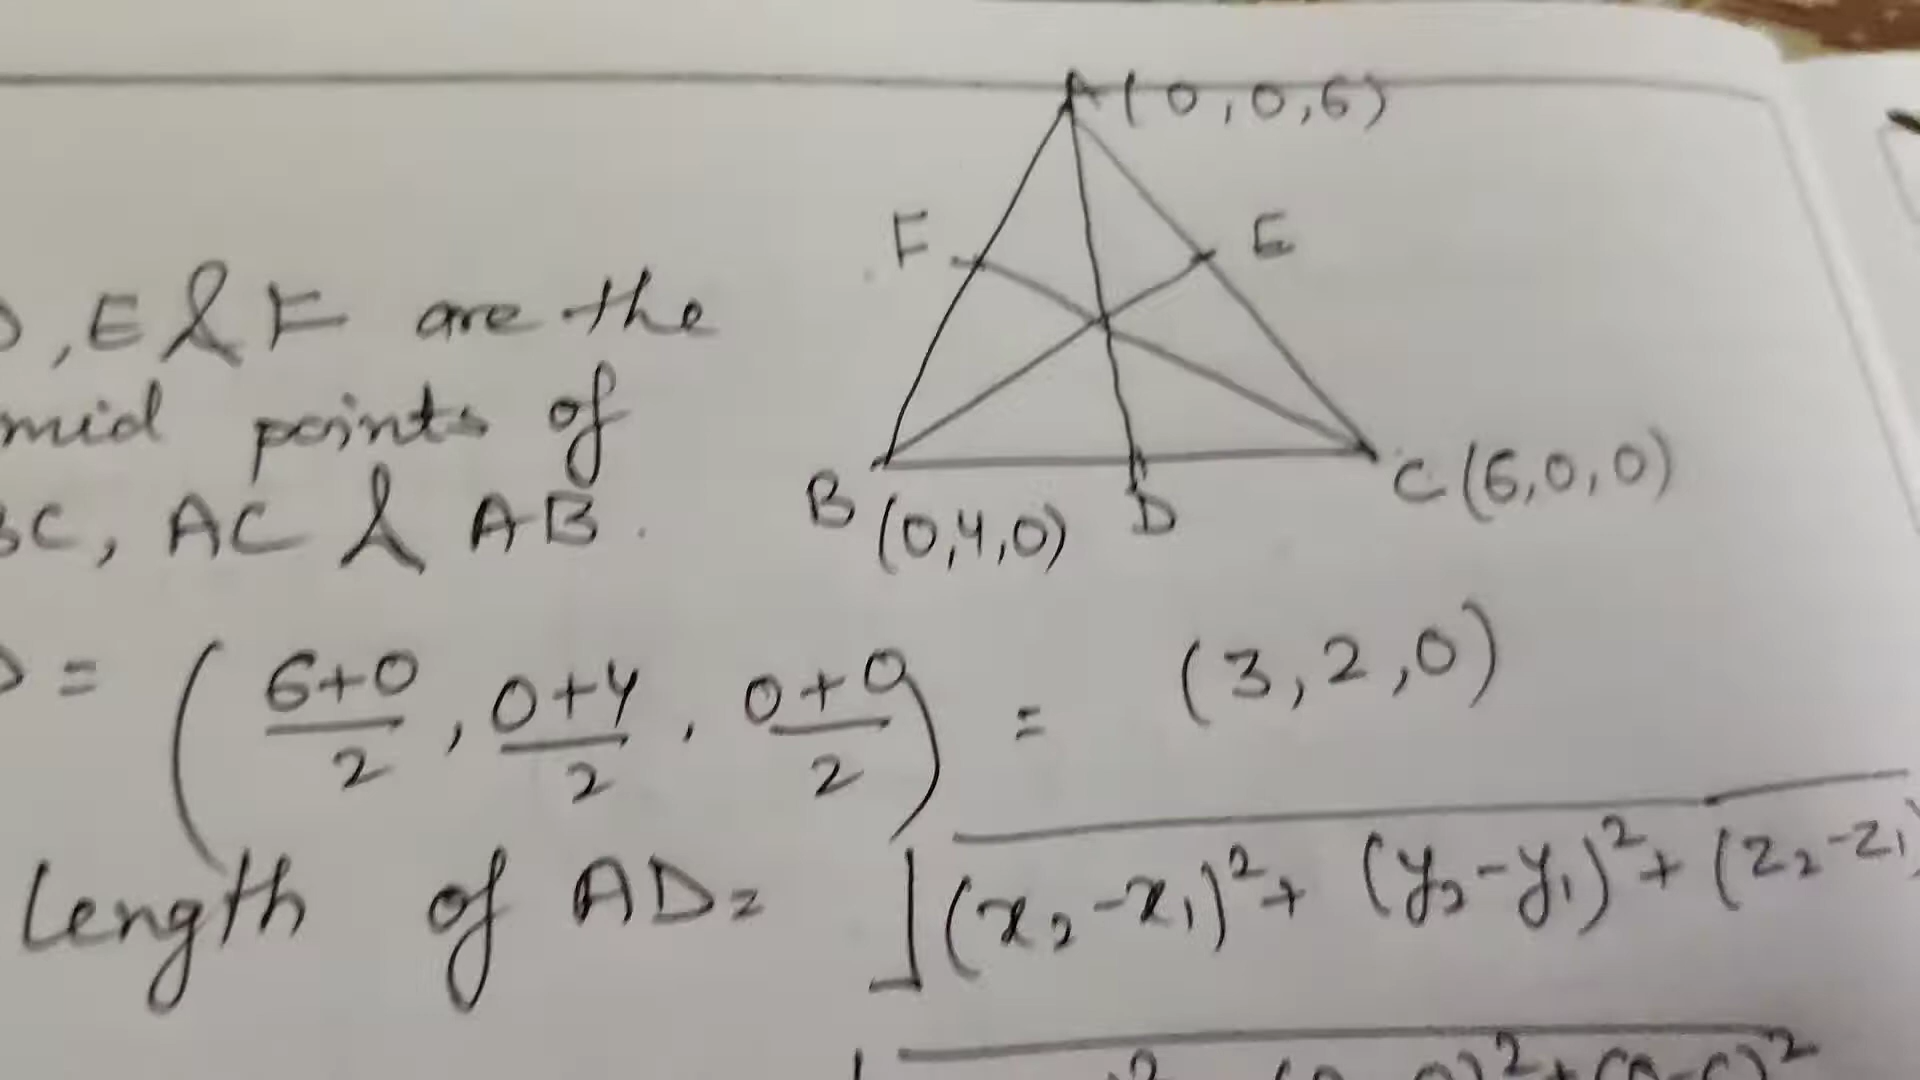 A(0,0,6)
F E
D, E & F are the
mid points of
BC, AC & AB.
B (0,4,0) D C(6,0,0)
D = (6+0/2, 0+4/2, 0+0/2) = (3,2,0)
length of AD = √(x₂-x₁)²+(y₂-y₁)²+(z₂-z₁)